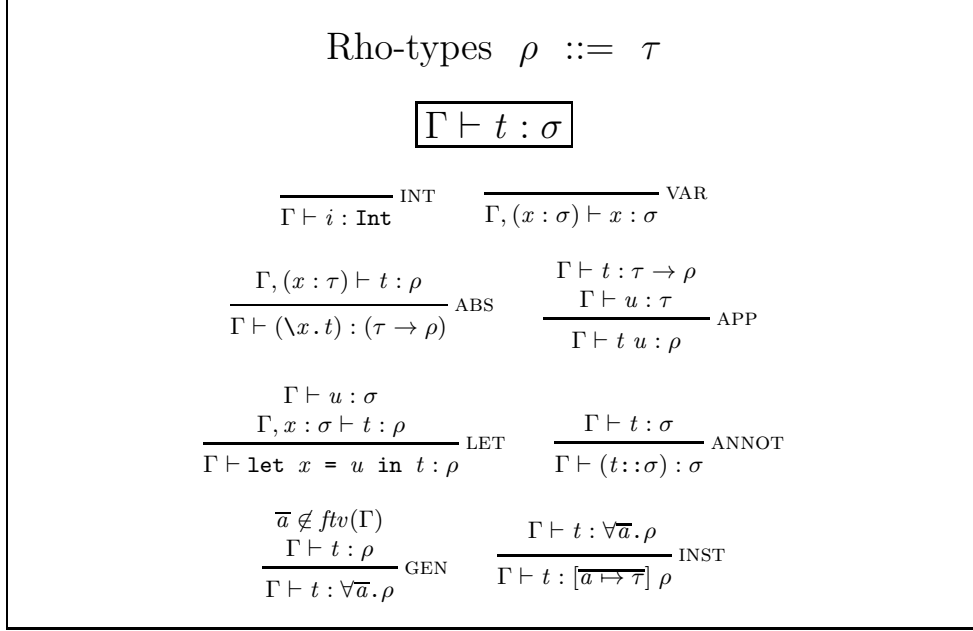 Rho-types ρ ::= τ
Γ ⊢ t : σ
Γ ⊢ i : Int INT
Γ, (x : σ) ⊢ x : σ VAR
Γ, (x : τ) ⊢ t : ρ
Γ ⊢ (\x.t) : (τ → ρ) ABS
Γ ⊢ t : τ → ρ
Γ ⊢ u : τ
Γ ⊢ t u : ρ APP
Γ ⊢ u : σ
Γ, x : σ ⊢ t : ρ
Γ ⊢ let x = u in t : ρ LET
Γ ⊢ t : σ
Γ ⊢ (t::σ) : σ ANNOT
a̅ ∉ ftv(Γ)
Γ ⊢ t : ρ
Γ ⊢ t : ∀a̅.ρ GEN
Γ ⊢ t : ∀a̅.ρ
Γ ⊢ t : [a̅ ↦̅ τ̅] ρ INST